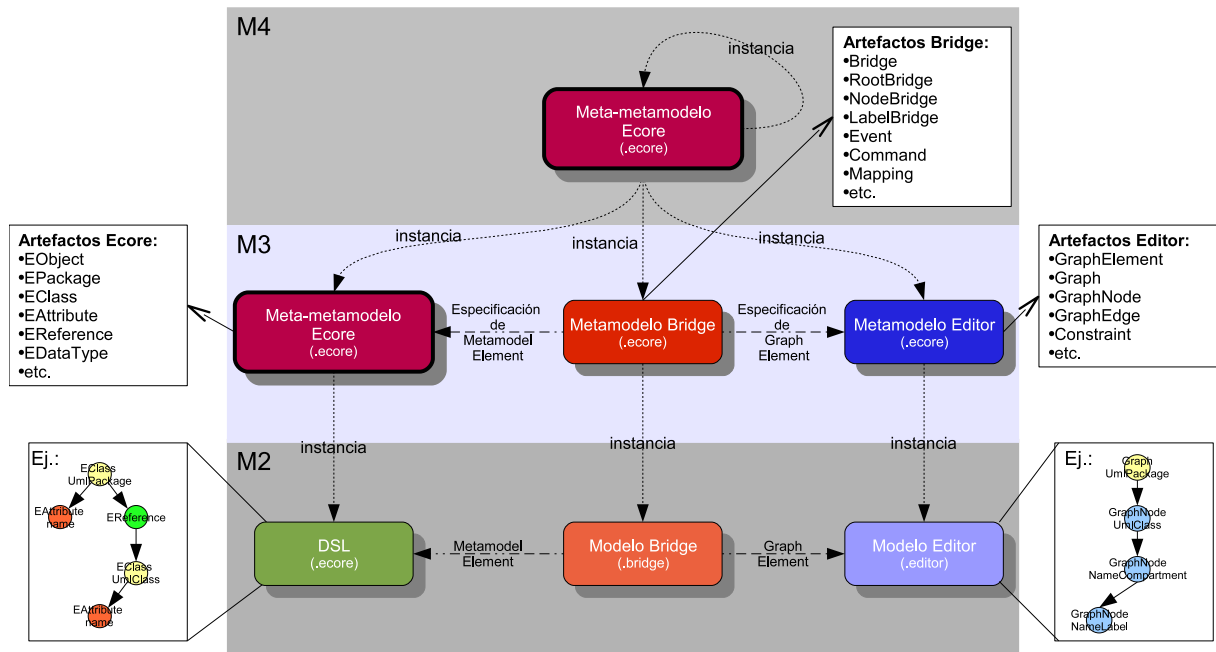 M4
instancia
Meta-metamodelo
Ecore
(.ecore)
Artefactos Bridge:
•Bridge
•RootBridge
•NodeBridge
•LabelBridge
•Event
•Command
•Mapping
•etc.
M3
instancia
instancia
instancia
Artefactos Ecore:
•EObject
•EPackage
•EClass
•EAttribute
•EReference
•EDataType
•etc.
Meta-metamodelo
Ecore
(.ecore)
Especificación
de
Metamodel
Element
Metamodelo Bridge
(.ecore)
Especificación
de
Graph
Element
Metamodelo Editor
(.ecore)
Artefactos Editor:
•GraphElement
•Graph
•GraphNode
•GraphEdge
•Constraint
•etc.
instancia
instancia
instancia
M2
Ej.:
EClass
UmlPackage
EAttribute
name
EReference
EClass
UmlClass
EAttribute
name
DSL
(.ecore)
Metamodel
Element
Modelo Bridge
(.bridge)
Graph
Element
Modelo Editor
(.editor)
Ej.:
Graph
UmlPackage
GraphNode
UmlClass
GraphNode
NameCompartment
GraphNode
NameLabel